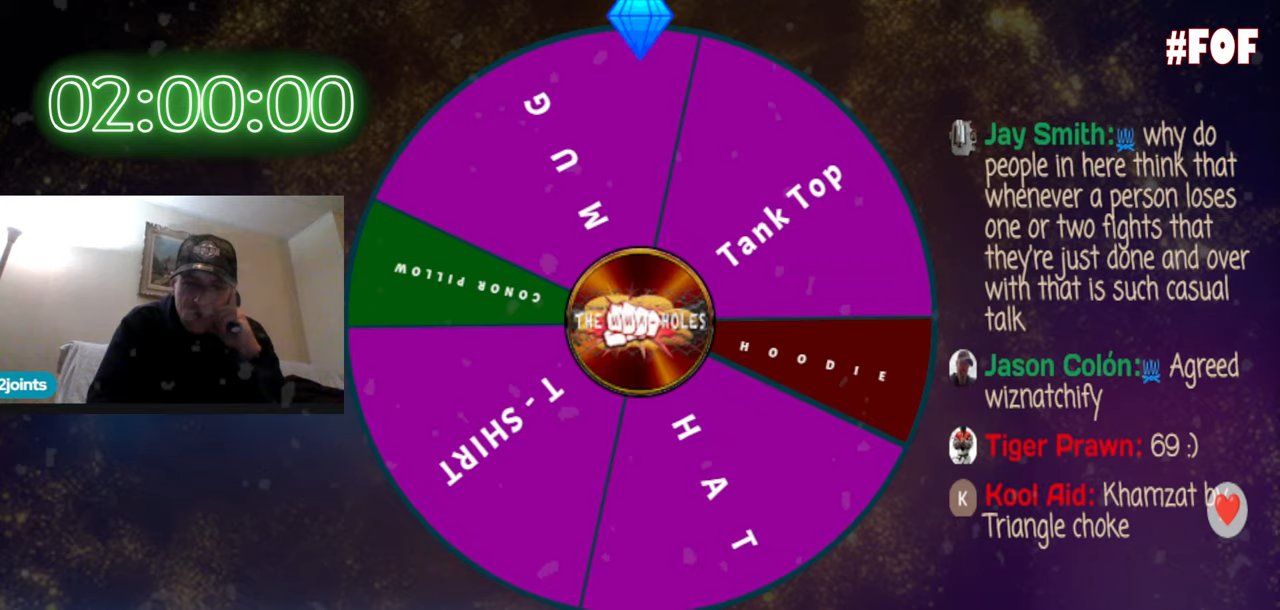 02:00:00
#FOF
2joints
GUM
Tank Top
CONOR PILLOW
HOODIE
T-SHIRT
HAT
THE MMA-HOLES
Jay Smith: why do
people in here think that
whenever a person loses
one or two fights that
they're just done and over
with that is such casual
talk
Jason Colón: Agreed
wiznatchify
Tiger Prawn: 69 :)
K
Kool Aid: Khamzat by
Triangle choke